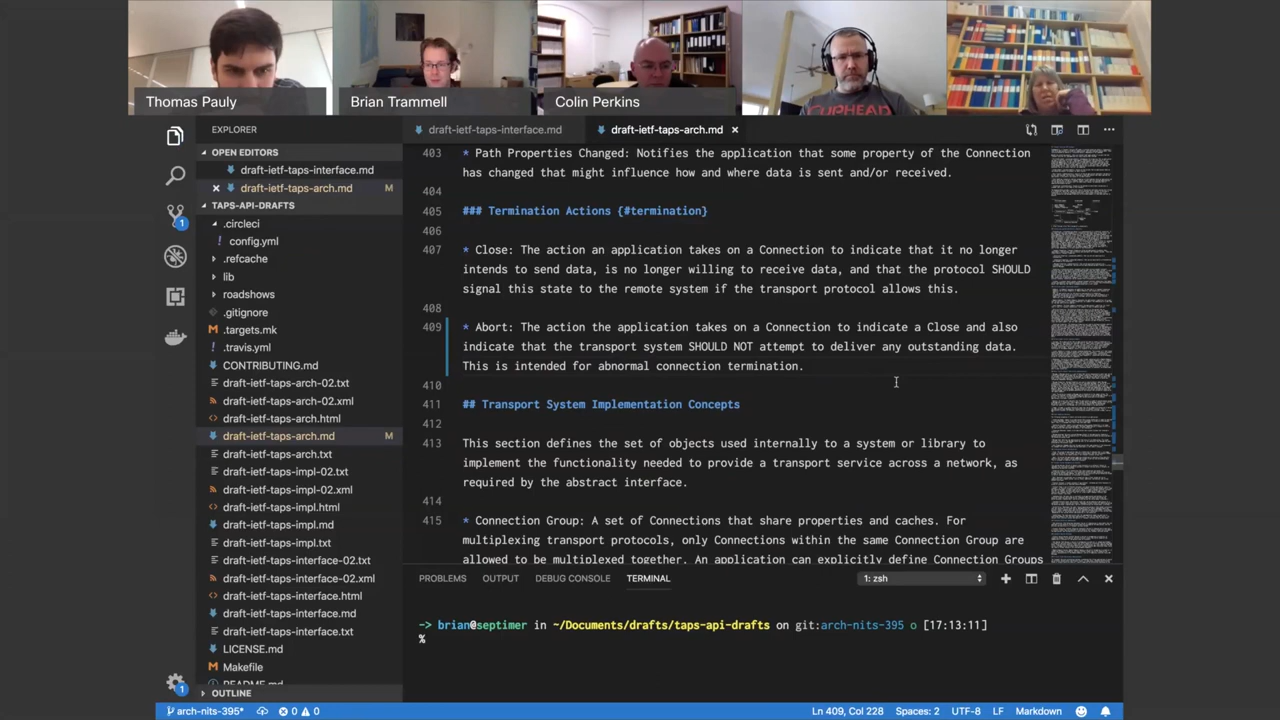 Thomas Pauly
Brian Trammell
Colin Perkins
CUPHEAD
EXPLORER
OPEN EDITORS
draft-ietf-taps-interface.md
draft-ietf-taps-arch.md M
TAPS-API-DRAFTS
.circleci
config.yml
.refcache
lib
roadshows
.gitignore
.targets.mk
.travis.yml
CONTRIBUTING.md
draft-ietf-taps-arch-02.txt
draft-ietf-taps-arch-02.xml
draft-ietf-taps-arch.html
draft-ietf-taps-arch.md M
draft-ietf-taps-arch.txt
draft-ietf-taps-impl-02.txt
draft-ietf-taps-impl-02.xml
draft-ietf-taps-impl.html
draft-ietf-taps-impl.md
draft-ietf-taps-impl.txt
draft-ietf-taps-interface-02
draft-ietf-taps-interface-02.xml
draft-ietf-taps-interface.html
draft-ietf-taps-interface.md
draft-ietf-taps-interface.txt
LICENSE.md
Makefile
README.md
OUTLINE
draft-ietf-taps-interface.md
draft-ietf-taps-arch.md
403 * Path Properties Changed: Notifies the application that some property of the Connection
has changed that might influence how and where data is sent and/or received.
404
405 ### Termination Actions {#termination}
406
407 * Close: The action an application takes on a Connection to indicate that it no longer
intends to send data, is no longer willing to receive data, and that the protocol SHOULD
signal this state to the remote system if the transport protocol allows this.
408
409 * Abort: The action the application takes on a Connection to indicate a Close and also
indicate that the transport system SHOULD NOT attempt to deliver any outstanding data.
This is intended for abnormal connection termination.
410
411 ## Transport System Implementation Concepts
412
413 This section defines the set of objects used internally to a system or library to
implement the functionality needed to provide a transport service across a network, as
required by the abstract interface.
414
415 * Connection Group: A set of Connections that share properties and caches. For
multiplexing transport protocols, only Connections within the same Connection Group are
allowed to be multiplexed together. An application can explicitly define Connection Groups
PROBLEMS OUTPUT DEBUG CONSOLE TERMINAL 1: zsh
-> brian@septimer in ~/Documents/drafts/taps-api-drafts on git:arch-nits-395 o [17:13:11]
%
1
1
arch-nits-395* 0 0 Ln 409, Col 228 Spaces: 2 UTF-8 LF Markdown